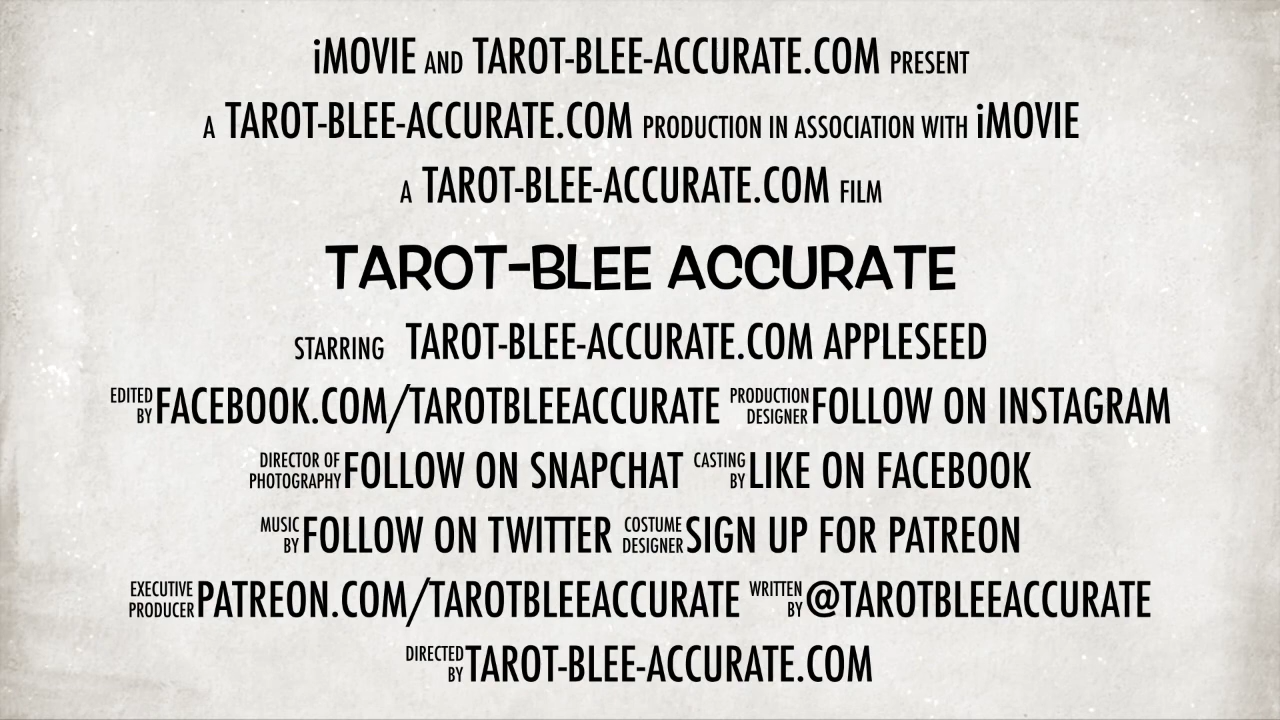 iMOVIE AND TAROT-BLEE-ACCURATE.COM PRESENT
A TAROT-BLEE-ACCURATE.COM PRODUCTION IN ASSOCIATION WITH iMOVIE
A TAROT-BLEE-ACCURATE.COM FILM
TAROT-BLEE ACCURATE
STARRING TAROT-BLEE-ACCURATE.COM APPLESEED
EDITED BY FACEBOOK.COM/TAROTBLEEACCURATE PRODUCTION DESIGNER FOLLOW ON INSTAGRAM
DIRECTOR OF PHOTOGRAPHY FOLLOW ON SNAPCHAT CASTING BY LIKE ON FACEBOOK
MUSIC BY FOLLOW ON TWITTER COSTUME DESIGNER SIGN UP FOR PATREON
EXECUTIVE PRODUCER PATREON.COM/TAROTBLEEACCURATE WRITTEN BY @TAROTBLEEACCURATE
DIRECTED BY TAROT-BLEE-ACCURATE.COM